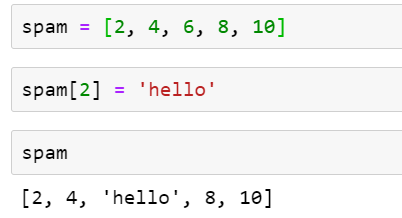 spam = [2, 4, 6, 8, 10]
spam[2] = 'hello'
spam
[2, 4, 'hello', 8, 10]